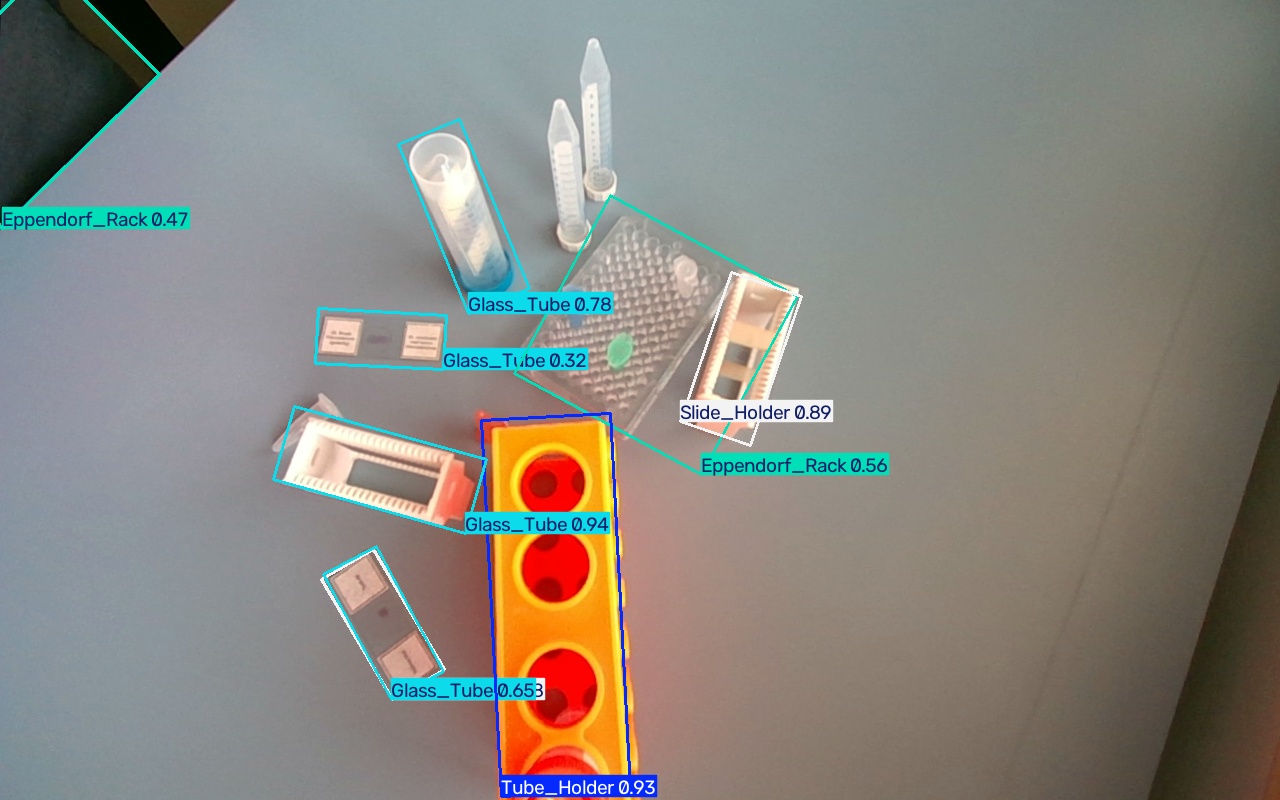 Eppendorf_Rack 0.47
Glass_Tube 0.78
Glass_Tube 0.32
Slide_Holder 0.89
Eppendorf_Rack 0.56
Glass_Tube 0.94
Glass_Tube 0.65
Tube_Holder 0.93